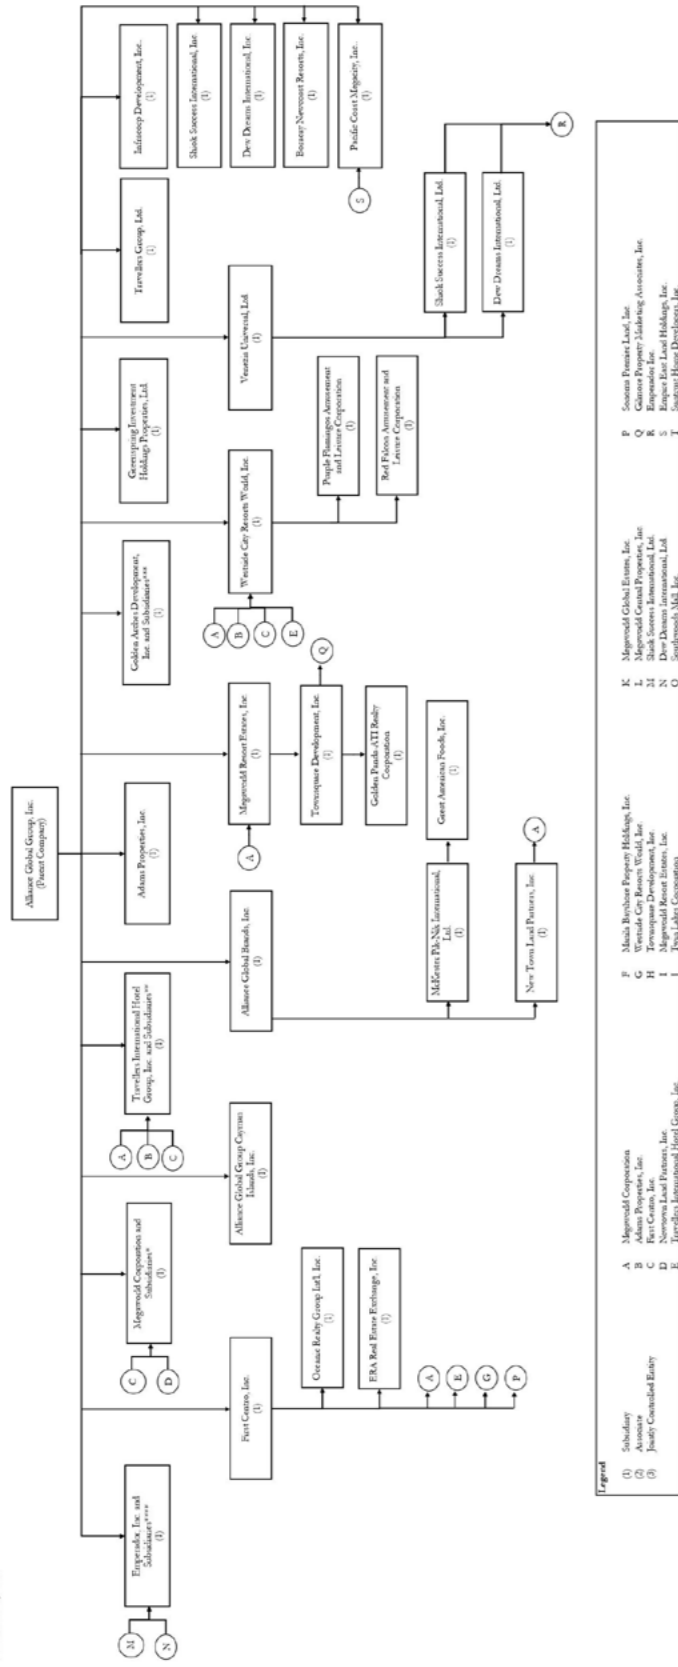 Alliance Global Group, Inc.
(Parent Company)
Emperador, Inc. and
Subsidiaries****
(1)
M
N
Megaworld Corporation and
Subsidiaries*
(1)
C
D
Travellers International Hotel
Group, Inc. and Subsidiaries**
(1)
A
B
C
Adams Properties, Inc.
(1)
Golden Arches Development,
Inc. and Subsidiaries***
(1)
Greenspring Investment
Holdings Properties, Ltd.
(1)
Travellers Group, Ltd.
(1)
Infracorp Development, Inc.
(1)
Shiok Success International, Inc.
(1)
Dew Dreams International, Inc.
(1)
Boracay Newcoast Resorts, Inc.
(1)
Pacific Coast Megacity, Inc.
(1)
S
First Centro, Inc.
(1)
Oceanic Realty Group Int'l, Inc.
(1)
ERA Real Estate Exchange, Inc.
(1)
A
E
G
P
Alliance Global Group Cayman
Islands, Inc.
(1)
Alliance Global Brands, Inc.
(1)
McKester Pik-Nik International,
Ltd.
(1)
Great American Foods, Inc.
(1)
New Town Land Partners, Inc.
(1)
A
Megaworld Resort Estates, Inc.
(1)
A
Townsquare Development, Inc.
(1)
Q
Golden Panda ATI Realty
Corporation
(1)
Westside City Resorts World, Inc.
(1)
A
B
C
E
Purple Flamingos Amusement
and Leisure Corporation
(1)
Red Falcon Amusement and
Leisure Corporation
(1)
Venezia Universal, Ltd.
(1)
Shiok Success International, Ltd.
(1)
Dew Dreams International, Ltd.
(1)
R
Legend
(1) Subsidiary
(2) Associate
(3) Jointly Controlled Entity
A Megaworld Corporation
B Adams Properties, Inc.
C First Centro, Inc.
D Newtown Land Partners, Inc.
E Travellers International Hotel Group, Inc.
F Manila Bayshore Property Holdings, Inc.
G Westside City Resorts World, Inc.
H Townsquare Development, Inc.
I Megaworld Resort Estates, Inc.
J Twin Lakes Corporation
K Megaworld Global Estates, Inc.
L Megaworld Central Properties, Inc.
M Shiok Success International, Ltd.
N Dew Dreams International, Ltd.
O Southwoods Mall, Inc.
P Sonoma Premier Land, Inc.
Q Gilmore Property Marketing Associates, Inc.
R Emperador Inc.
S Empire East Land Holdings, Inc.
T Suntrust Home Developers, Inc.